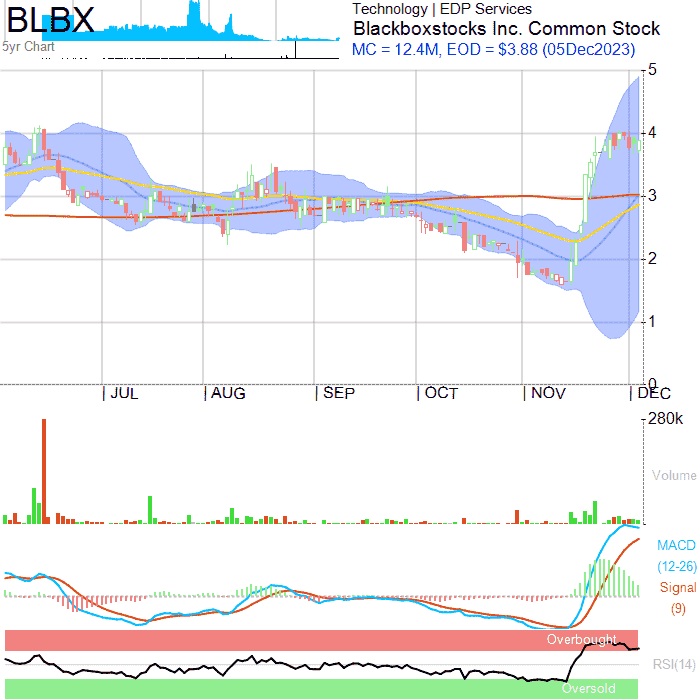 BLBX
5yr Chart
Technology | EDP Services
Blackboxstocks Inc. Common Stock
MC = 12.4M, EOD = $3.88 (05Dec2023)
5
4
3
2
1
0
JUL AUG SEP OCT NOV DEC
280k
Volume
MACD
(12-26)
Signal
(9)
Overbought
RSI(14)
Oversold